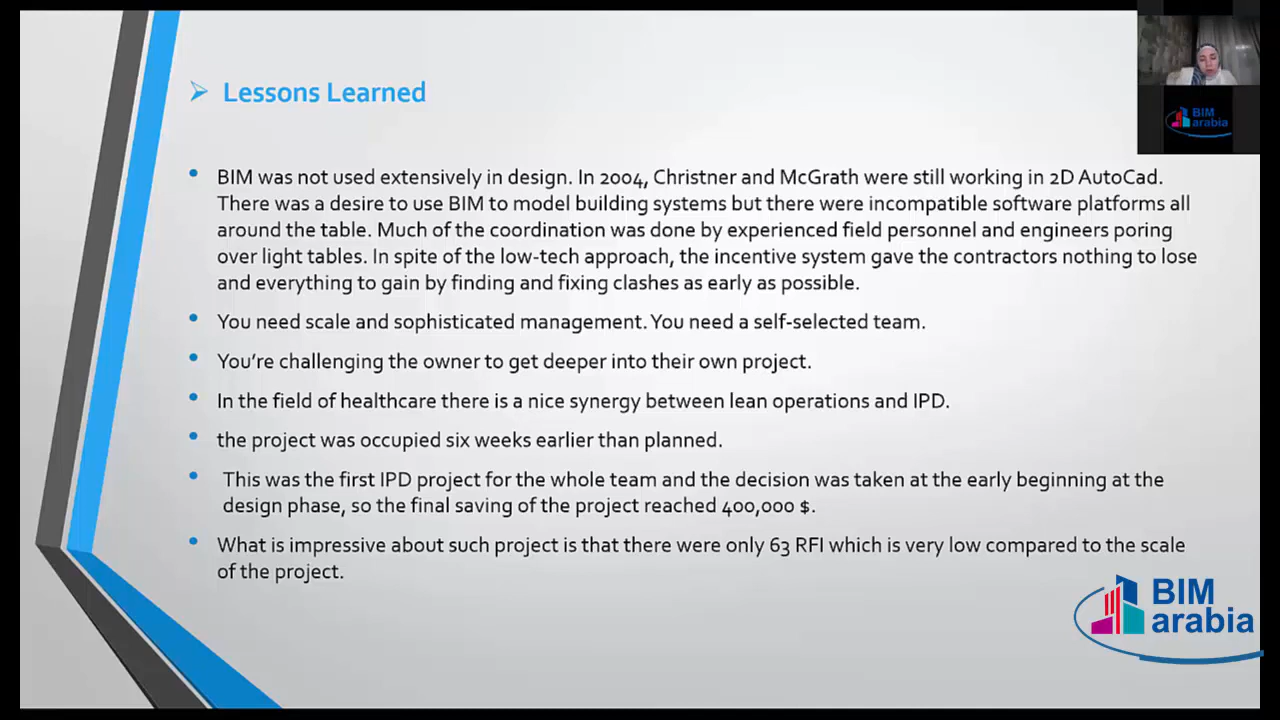 Lessons Learned
BIM was not used extensively in design. In 2004, Christner and McGrath were still working in 2D AutoCad.
There was a desire to use BIM to model building systems but there were incompatible software platforms all
around the table. Much of the coordination was done by experienced field personnel and engineers poring
over light tables. In spite of the low-tech approach, the incentive system gave the contractors nothing to lose
and everything to gain by finding and fixing clashes as early as possible.
You need scale and sophisticated management. You need a self-selected team.
You're challenging the owner to get deeper into their own project.
In the field of healthcare there is a nice synergy between lean operations and IPD.
the project was occupied six weeks earlier than planned.
This was the first IPD project for the whole team and the decision was taken at the early beginning at the
design phase, so the final saving of the project reached 400,000 $.
What is impressive about such project is that there were only 63 RFI which is very low compared to the scale
of the project.
BIM
arabia
BIM
arabia